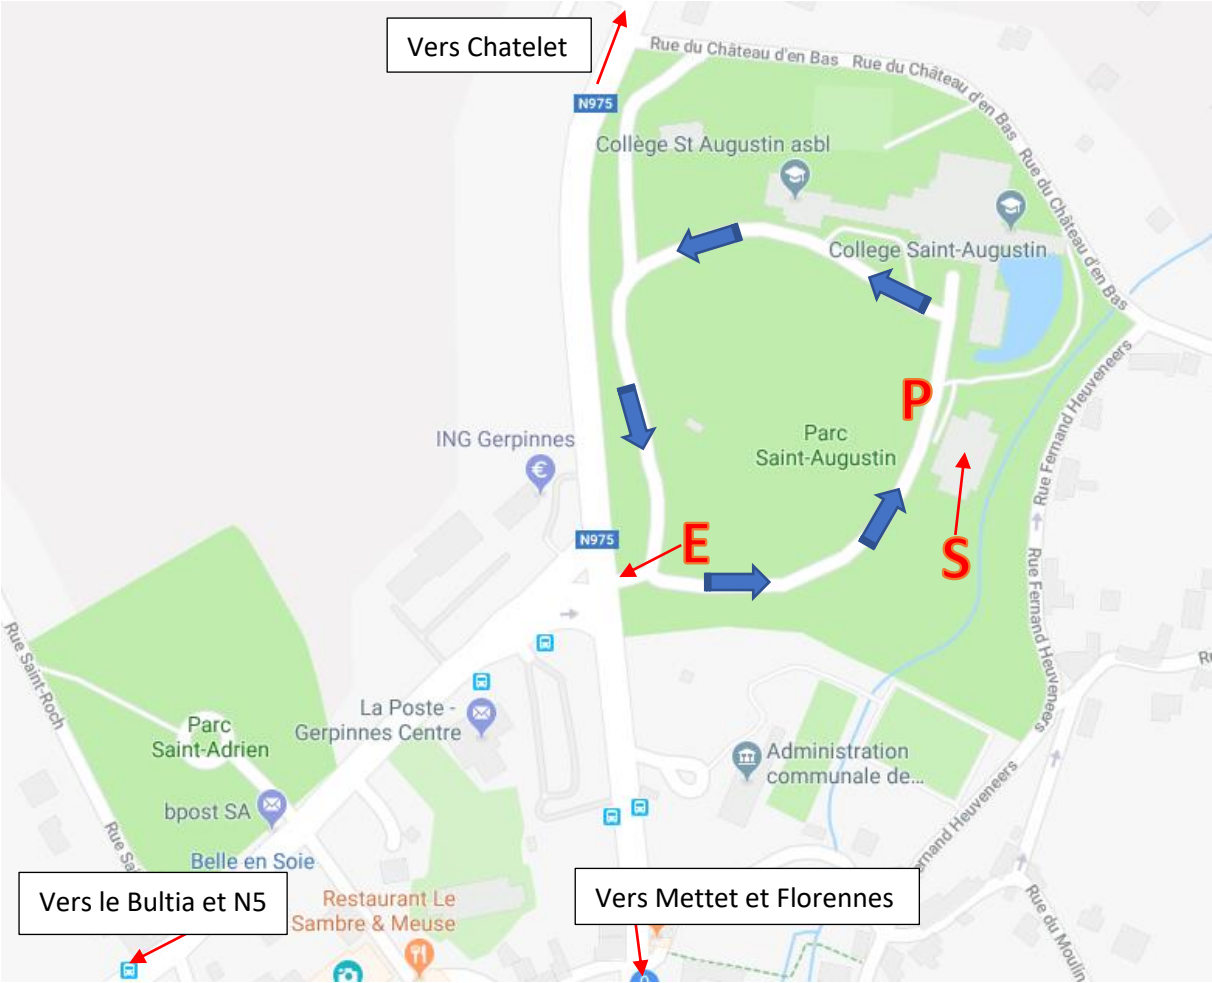 Vers Chatelet
Rue du Château d'en Bas
Rue du Château d'en Bas
Rue du Château d'en Bas
N975
Collège St Augustin asbl
College Saint-Augustin
P
Parc
Saint-Augustin
ING Gerpinnes
€
Rue Fernand Heuveneers
N975
E
S
Rue Fernand Heuveneers
Rue Saint-Roch
La Poste -
Gerpinnes Centre
Parc
Saint-Adrien
Administration
communale de...
bpost SA
Belle en Soie
Vers le Bultia et N5
Restaurant Le
Sambre & Meuse
Vers Mettet et Florennes
Rue du Moulin